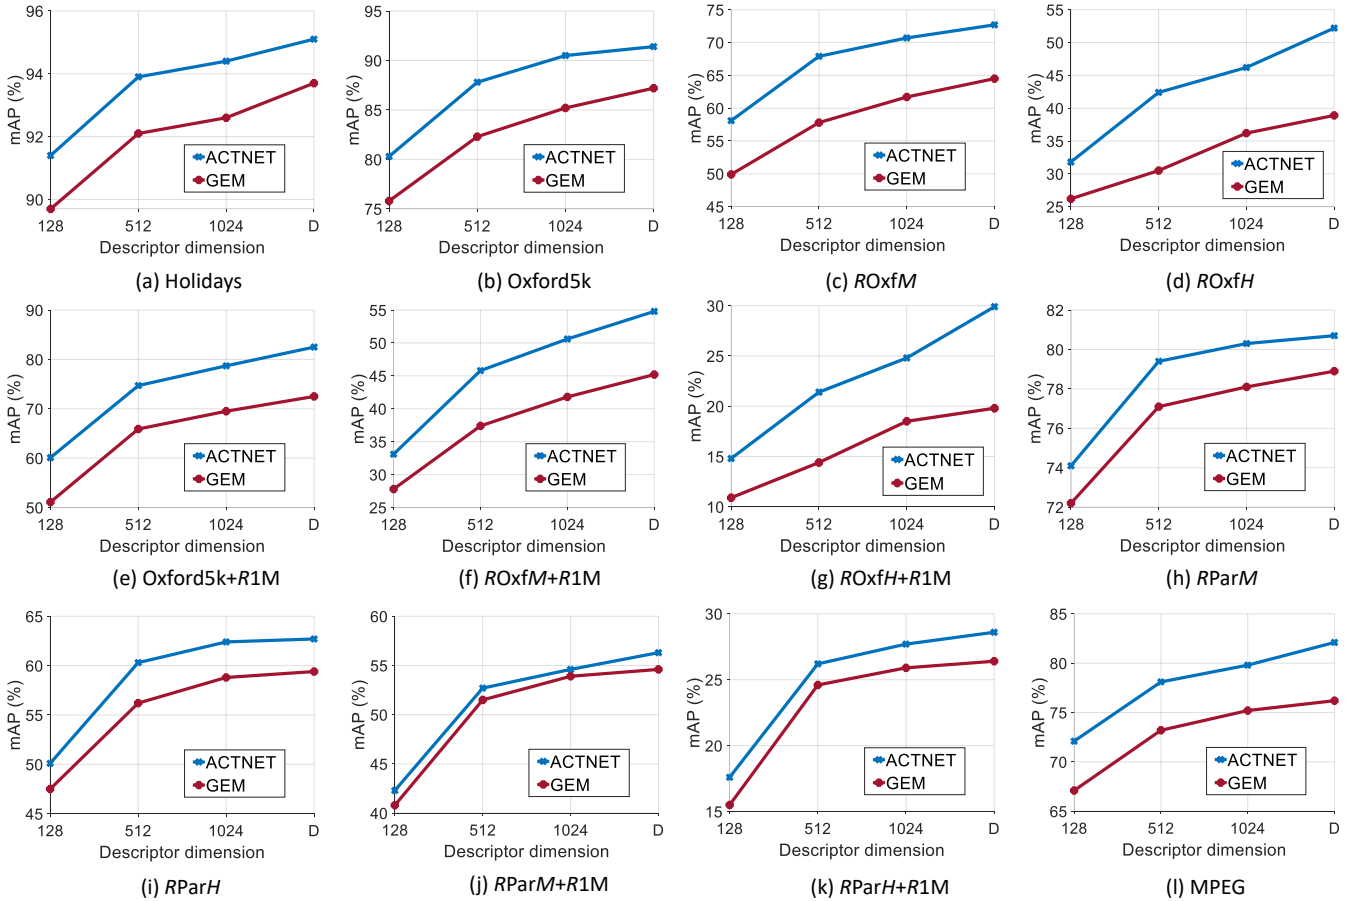 96
94
92
90
mAP (%)
ACTNET
GEM
128 512 1024 D
Descriptor dimension
(a) Holidays
95
90
85
80
75
mAP (%)
ACTNET
GEM
128 512 1024 D
Descriptor dimension
(b) Oxford5k
75
70
65
60
55
50
45
mAP (%)
ACTNET
GEM
128 512 1024 D
Descriptor dimension
(c) ROxfM
55
50
45
40
35
30
25
mAP (%)
ACTNET
GEM
128 512 1024 D
Descriptor dimension
(d) ROxfH
90
80
70
60
50
mAP (%)
ACTNET
GEM
128 512 1024 D
Descriptor dimension
(e) Oxford5k+R1M
55
50
45
40
35
30
25
mAP (%)
ACTNET
GEM
128 512 1024 D
Descriptor dimension
(f) ROxfM+R1M
30
25
20
15
10
mAP (%)
ACTNET
GEM
128 512 1024 D
Descriptor dimension
(g) ROxfH+R1M
82
80
78
76
74
72
mAP (%)
ACTNET
GEM
128 512 1024 D
Descriptor dimension
(h) RParM
65
60
55
50
45
mAP (%)
ACTNET
GEM
128 512 1024 D
Descriptor dimension
(i) RParH
60
55
50
45
40
mAP (%)
ACTNET
GEM
128 512 1024 D
Descriptor dimension
(j) RParM+R1M
30
25
20
15
mAP (%)
ACTNET
GEM
128 512 1024 D
Descriptor dimension
(k) RParH+R1M
85
80
75
70
65
mAP (%)
ACTNET
GEM
128 512 1024 D
Descriptor dimension
(l) MPEG